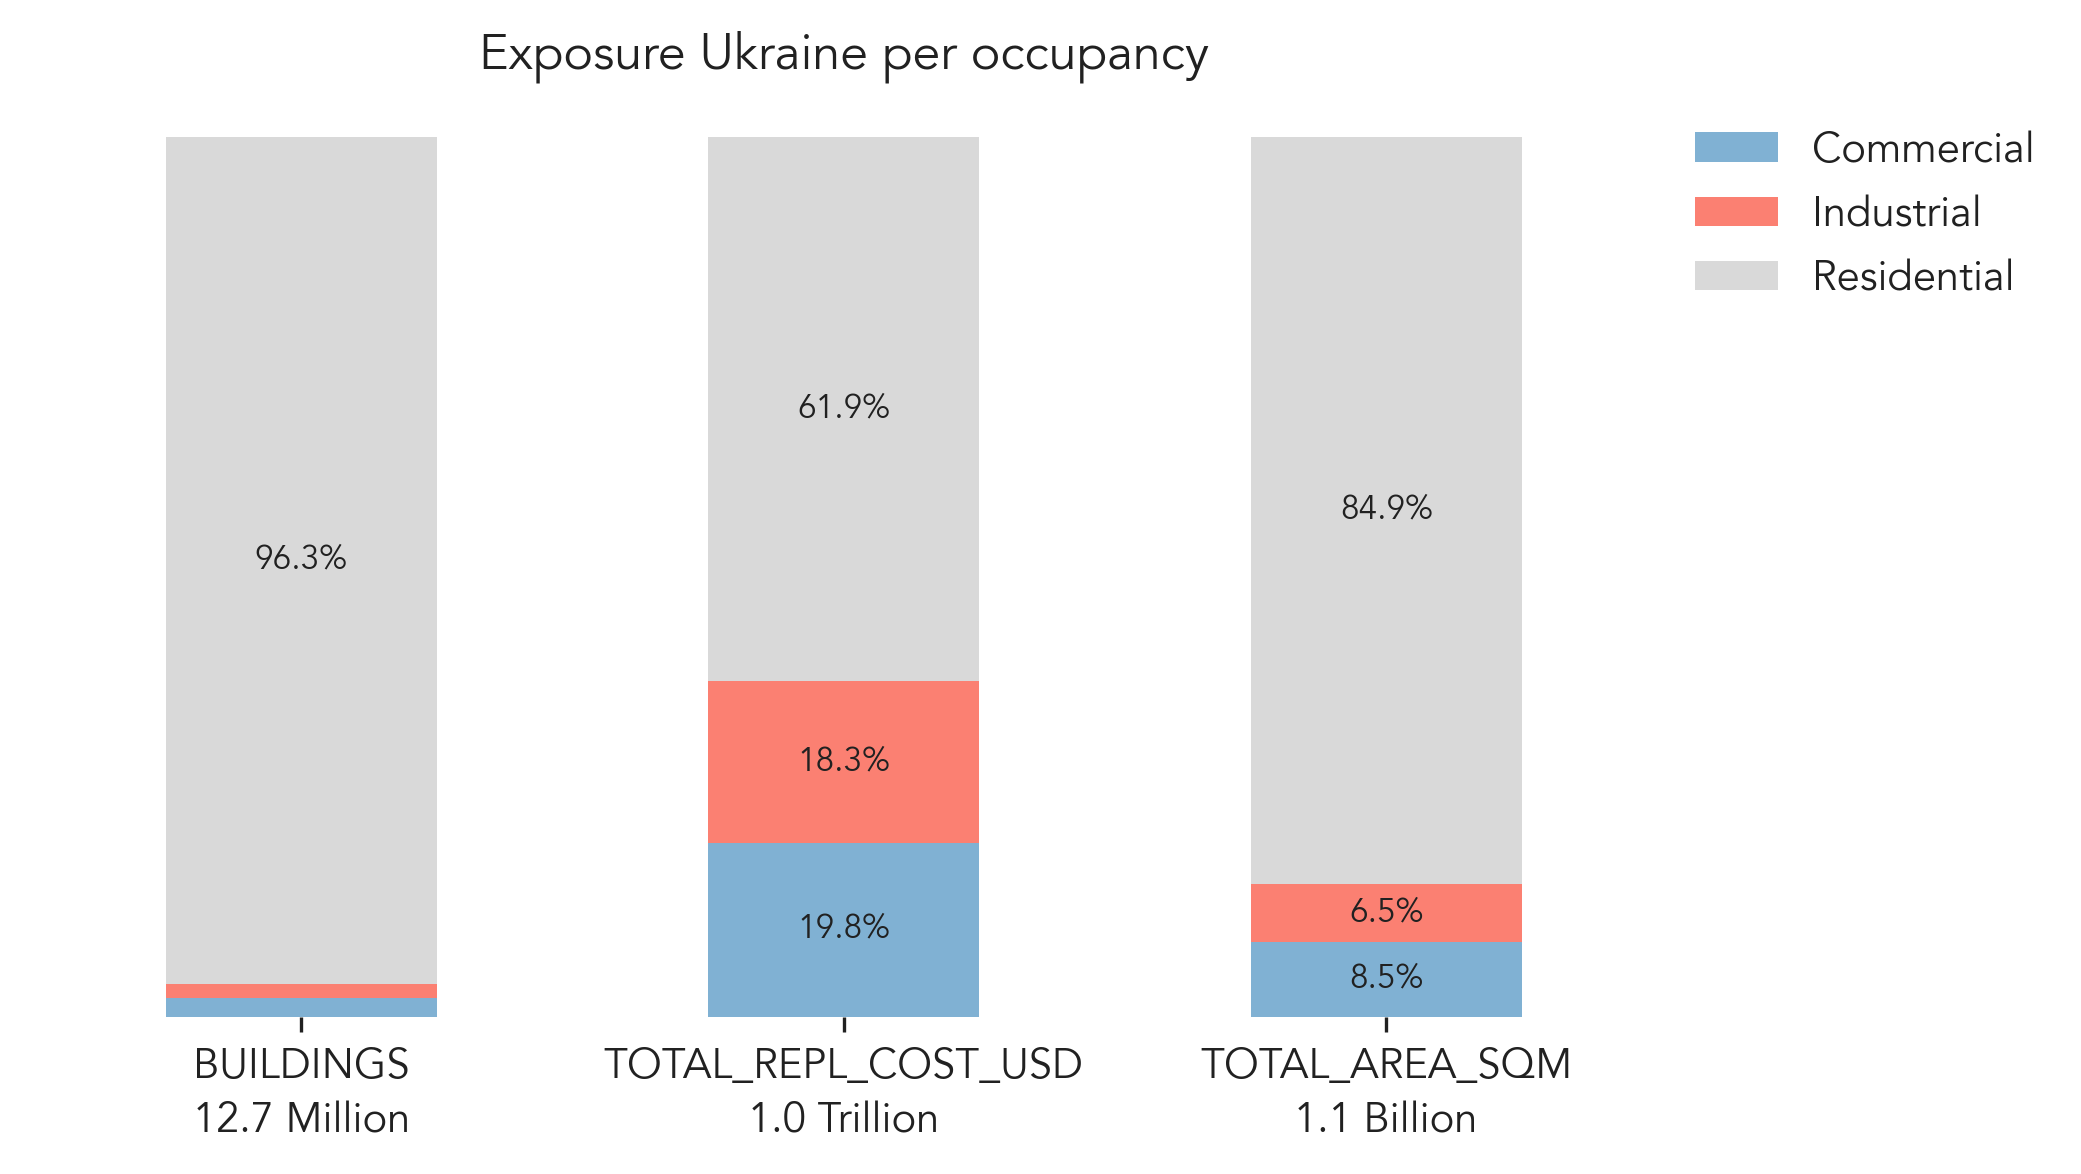 Exposure Ukraine per occupancy
Commercial
Industrial
Residential
96.3%
61.9%
18.3%
19.8%
84.9%
6.5%
8.5%
BUILDINGS
12.7 Million
TOTAL_REPL_COST_USD
1.0 Trillion
TOTAL_AREA_SQM
1.1 Billion